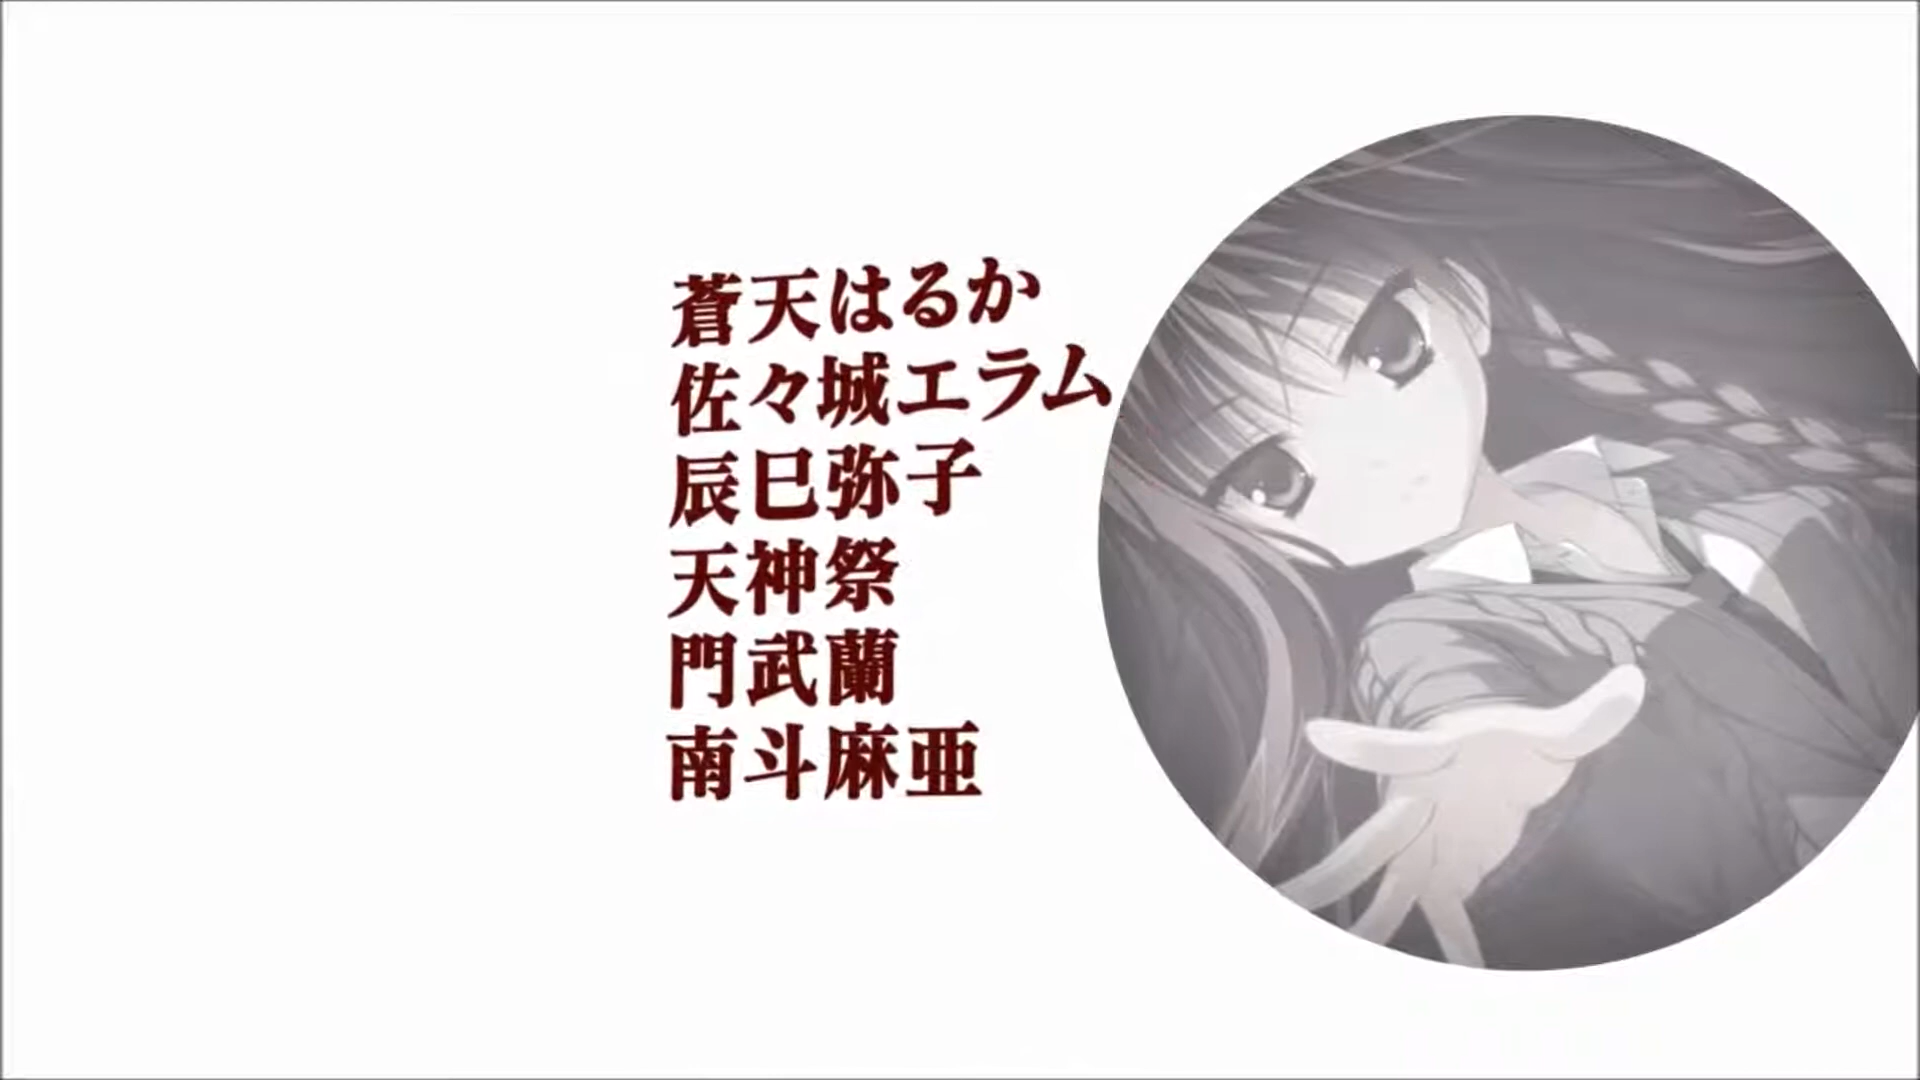 蒼天はるか
佐々城エラム
辰巳弥子
天神祭
門武蘭
南斗麻亜